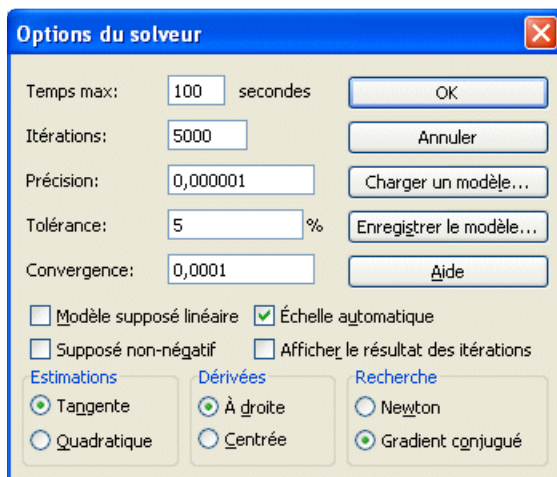 Options du solveur
Temps max: 100 secondes OK
Itérations: 5000 Annuler
Précision: 0,000001 Charger un modèle...
Tolérance: 5 % Enregistrer le modèle...
Convergence: 0,0001 Aide
Modèle supposé linéaire Échelle automatique
Supposé non-négatif Afficher le résultat des itérations
Estimations Dérivées Recherche
Tangente À droite Newton
Quadratique Centrée Gradient conjugué